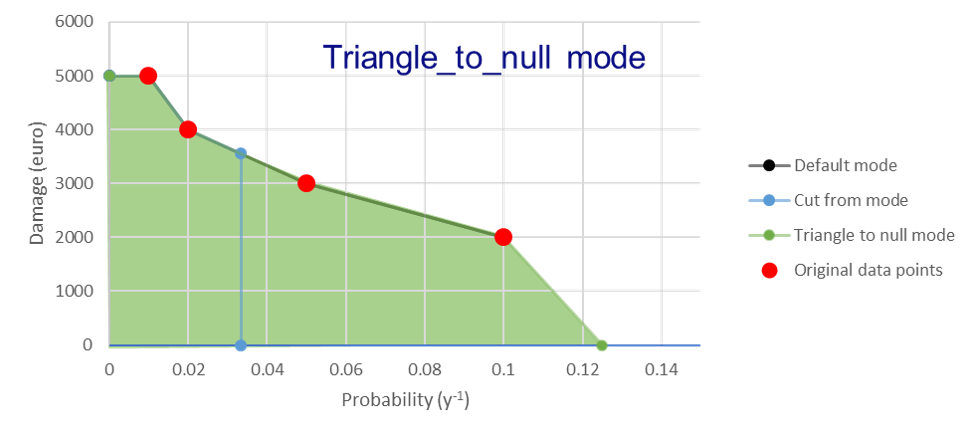 Triangle_to_null mode
6000
5000
4000
3000
2000
1000
0
Damage (euro)
0 0.02 0.04 0.06 0.08 0.1 0.12 0.14
Probability (y-1)
Default mode
Cut from mode
Triangle to null mode
Original data points